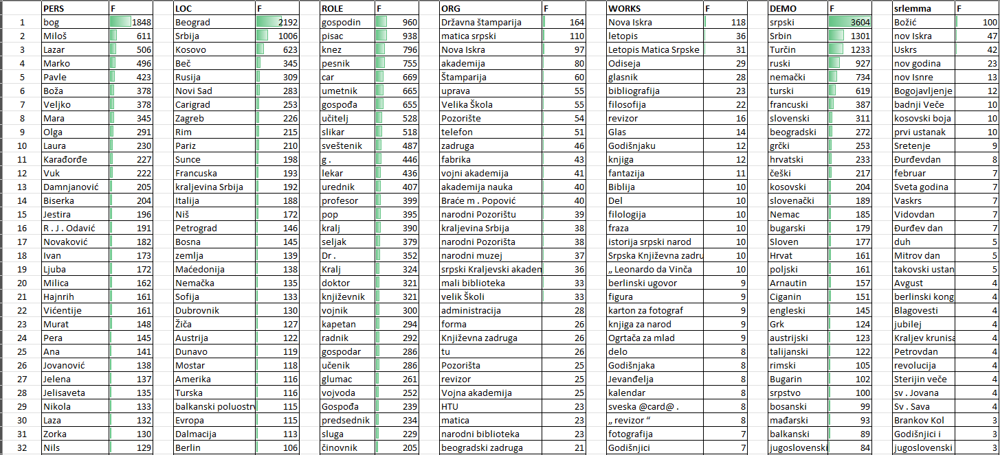 PERS F LOC F ROLE F ORG F WORKS F DEMO F srlemma F
1 bog 1848 Beograd 2192 gospodin 960 Državna štamparija 164 Nova Iskra 118 srpski 3604 Božić 100
2 Miloš 611 Srbija 1006 pisac 938 matica srpski 110 letopis 36 Srbin 1301 nov Iskra 47
3 Lazar 506 Kosovo 623 knez 796 Nova Iskra 97 Letopis Matica Srpske 31 Turčin 1233 Uskrs 42
4 Marko 496 Beč 345 pesnik 755 akademija 80 Odiseja 29 ruski 927 nov godina 23
5 Pavle 423 Rusija 309 car 669 Štamparija 60 glasnik 28 nemački 734 nov Isnre 13
6 Boža 378 Novi Sad 283 umetnik 665 uprava 55 bibliografija 23 turski 619 Bogojavljenje 12
7 Veljko 378 Carigrad 253 gospođa 655 Velika Škola 55 filosofija 22 francuski 387 badnji Veče 10
8 Mara 345 Zagreb 226 učitelj 528 Pozorište 54 revizor 16 slovenski 311 kosovski boja 10
9 Olga 291 Rim 215 slikar 518 telefon 51 Glas 14 beogradski 272 prvi ustanak 10
10 Laura 230 Pariz 210 sveštenik 487 zadruga 46 Godišnjaku 12 grčki 253 Sretenje 9
11 Karađorđe 227 Sunce 198 g . 446 fabrika 43 knjiga 12 hrvatski 233 Đurđevdan 8
12 Vuk 222 Francuska 193 lekar 436 vojni akademija 41 fantazija 11 češki 217 februar 7
13 Damnjanović 205 kraljevina Srbija 192 urednik 407 akademija nauka 40 Biblija 10 kosovski 204 Sveta godina 7
14 Biserka 204 Italija 188 profesor 399 Braće m . Popović 40 Del 10 slovenački 189 Vaskrs 7
15 Jestira 196 Niš 172 pop 395 narodni Pozorištu 39 filologija 10 Nemac 185 Vidovdan 7
16 R . J . Odavić 191 Petrograd 146 kralj 390 kraljevina Srbija 38 fraza 10 bugarski 179 Đurđev dan 7
17 Novaković 182 Bosna 145 seljak 379 narodni Pozorišta 38 istorija srpski narod 10 Sloven 177 duh 5
18 Ivan 173 zemlja 139 Dr . 352 narodni muzej 37 Srpska Književna zadru 10 Hrvat 161 Mitrov dan 5
19 Ljuba 172 Maćedonija 138 Kralj 324 srpski Kraljevski akaden 36 „ Leonardo da Vinča 10 poljski 161 takovski ustan 5
20 Milica 162 Nemačka 135 doktor 321 mali biblioteka 33 berlinski ugovor 9 Arnautin 157 Avgust 4
21 Hajnrih 161 Sofija 133 književnik 321 velik Školi 33 figura 9 Ciganin 151 berlinski kong 4
22 Vićentije 161 Dubrovnik 130 vojnik 300 administracija 28 karton za fotograf 9 engleski 145 Blagovesti 4
23 Murat 148 Žiča 127 kapetan 294 forma 26 knjiga za narod 9 Grk 124 jubilej 4
24 Pera 145 Austrija 122 radnik 292 Književna zadruga 26 Ogrtača za mlad 9 austrijski 123 Kraljev krunisa 4
25 Ana 141 Dunavo 119 gospodar 286 tu 26 delo 8 talijanski 122 Petrovdan 4
26 Jovanović 138 Mostar 118 učenik 286 Pozorišta 25 Godišnjaka 8 rimski 105 revolucija 4
27 Jelena 137 Amerika 116 glumac 261 revizor 25 Jevanđelja 8 Bugarin 102 Sterijin veče 4
28 Jelisaveta 135 Turska 116 vojvoda 252 Vojna akademija 25 kalendar 8 srpstvo 100 sv . Jovana 4
29 Nikola 133 balkanski poluostrv 115 Gospođa 239 HTU 23 sveska @card@ . 8 bosanski 99 Sv . Sava 4
30 Laza 132 Evropa 115 predsednik 234 matica 23 „ revizor “ 8 mađarski 93 Brankov Kol 3
31 Zorka 130 Dalmacija 113 sluga 229 narodni biblioteka 23 fotografija 7 balkanski 89 Godišnjici i 3
32 Nils 129 Berlin 106 činovnik 205 beogradski zadruga 21 Godišnjici 7 jugoslovenski 84 jugoslovenski 3